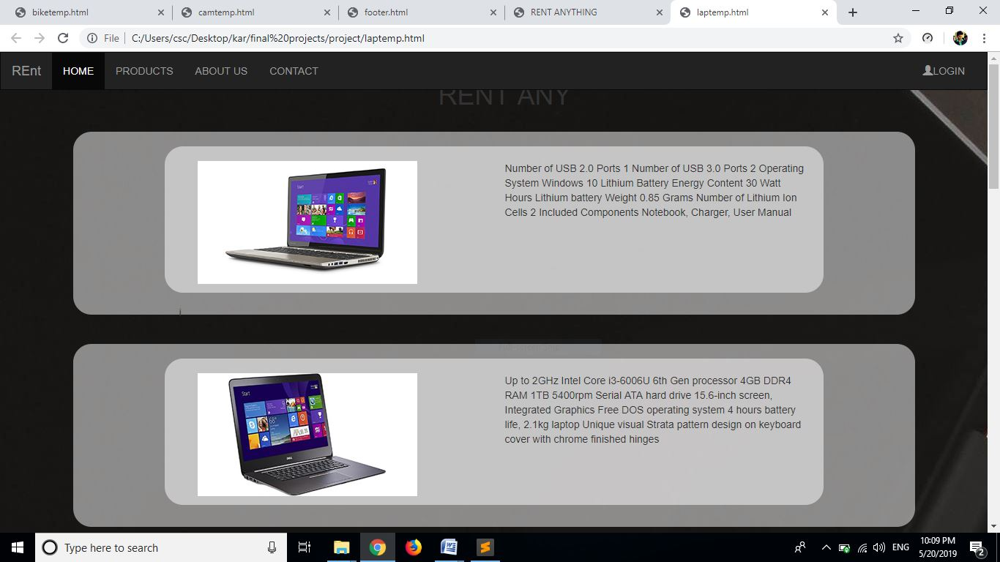 biketemp.html
camtemp.html
footer.html
RENT ANYTHING
laptemp.html
File
C:/Users/csc/Desktop/kar/final%20projects/project/laptemp.html
REnt
HOME
PRODUCTS
ABOUT US
CONTACT
LOGIN
RENT ANY
Number of USB 2.0 Ports 1 Number of USB 3.0 Ports 2 Operating
System Windows 10 Lithium Battery Energy Content 30 Watt
Hours Lithium battery Weight 0.85 Grams Number of Lithium Ion
Cells 2 Included Components Notebook, Charger, User Manual
Start
i
Up to 2GHz Intel Core i3-6006U 6th Gen processor 4GB DDR4
RAM 1TB 5400rpm Serial ATA hard drive 15.6-inch screen,
Integrated Graphics Free DOS operating system 4 hours battery
life, 2.1kg laptop Unique visual Strata pattern design on keyboard
cover with chrome finished hinges
Start
68°
DELL
Type here to search
ENG
10:09 PM
5/20/2019
2